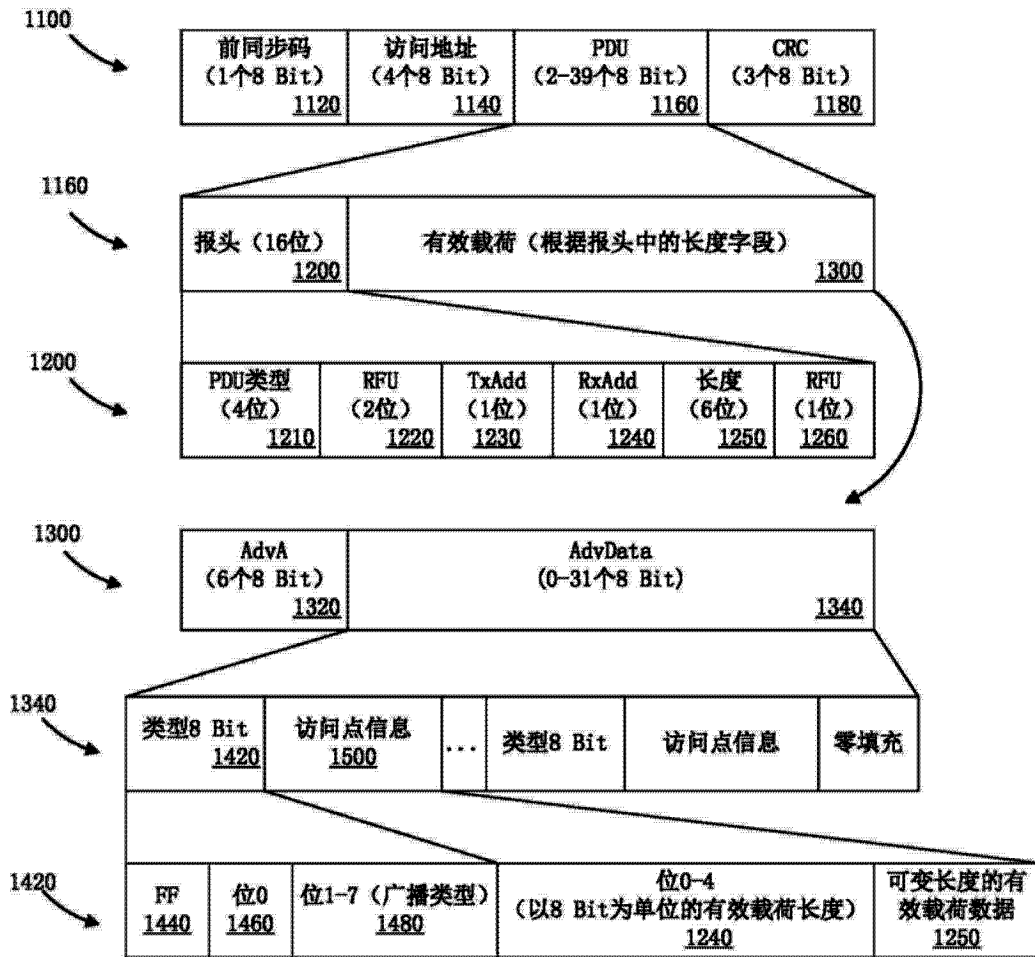 1100
前同步码
(1个8 Bit)
1120
访问地址
(4个8 Bit)
1140
PDU
(2-39个8 Bit)
1160
CRC
(3个8 Bit)
1180
1160
报头（16位）
1200
有效载荷（根据报头中的长度字段）
1300
1200
PDU类型
(4位)
1210
RFU
(2位)
1220
TxAdd
(1位)
1230
RxAdd
(1位)
1240
长度
(6位)
1250
RFU
(1位)
1260
1300
AdvA
(6个8 Bit)
1320
AdvData
(0-31个8 Bit)
1340
1340
类型8 Bit
1420
访问点信息
1500
...
类型8 Bit
访问点信息
零填充
1420
FF
1440
位0
1460
位1-7（广播类型）
1480
位0-4
（以8 Bit为单位的有效载荷长度）
1240
可变长度的有
效载荷数据
1250